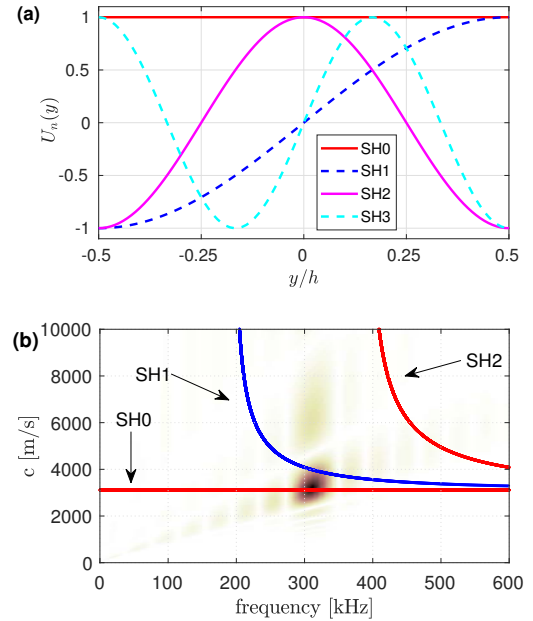 (a)
1
0.5
0
-0.5
-1
U_n(y)
SH0
SH1
SH2
SH3
-0.5 -0.25 0 0.25 0.5
y/h
(b)
10000
8000
6000
4000
2000
0
c [m/s]
SH1
SH0
SH2
0 100 200 300 400 500 600
frequency [kHz]